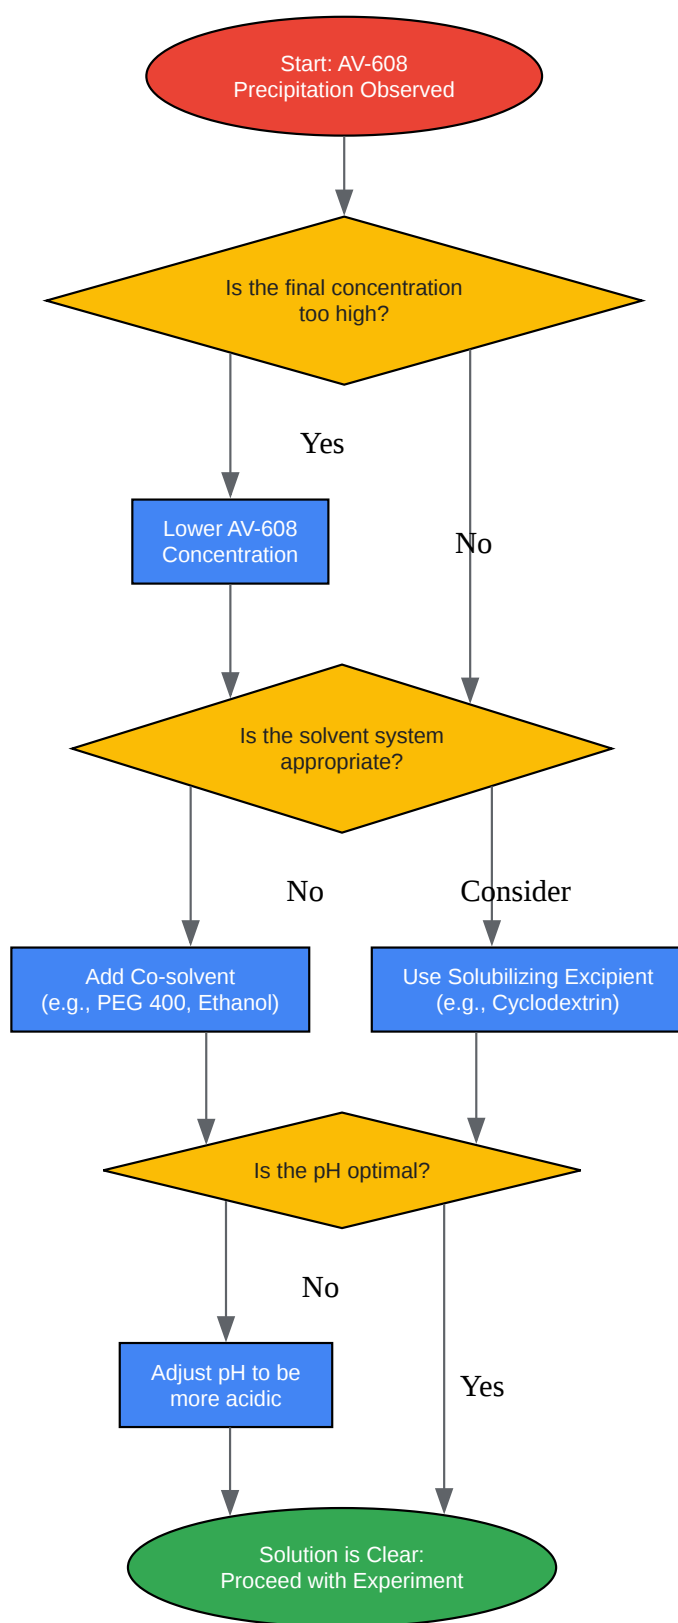 Start: AV-608
Precipitation Observed
Is the final concentration
too high?
Yes
Lower AV-608
Concentration
No
Is the solvent system
appropriate?
No
Consider
Add Co-solvent
(e.g., PEG 400, Ethanol)
Use Solubilizing Excipient
(e.g., Cyclodextrin)
Is the pH optimal?
No
Adjust pH to be
more acidic
Yes
Solution is Clear:
Proceed with Experiment